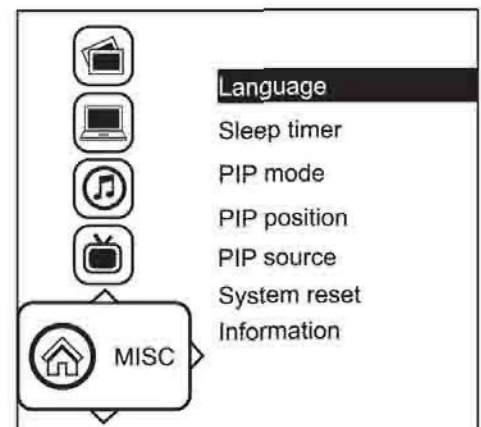 Language
Sleep timer
PIP mode
PIP position
PIP source
System reset
Information
MISC